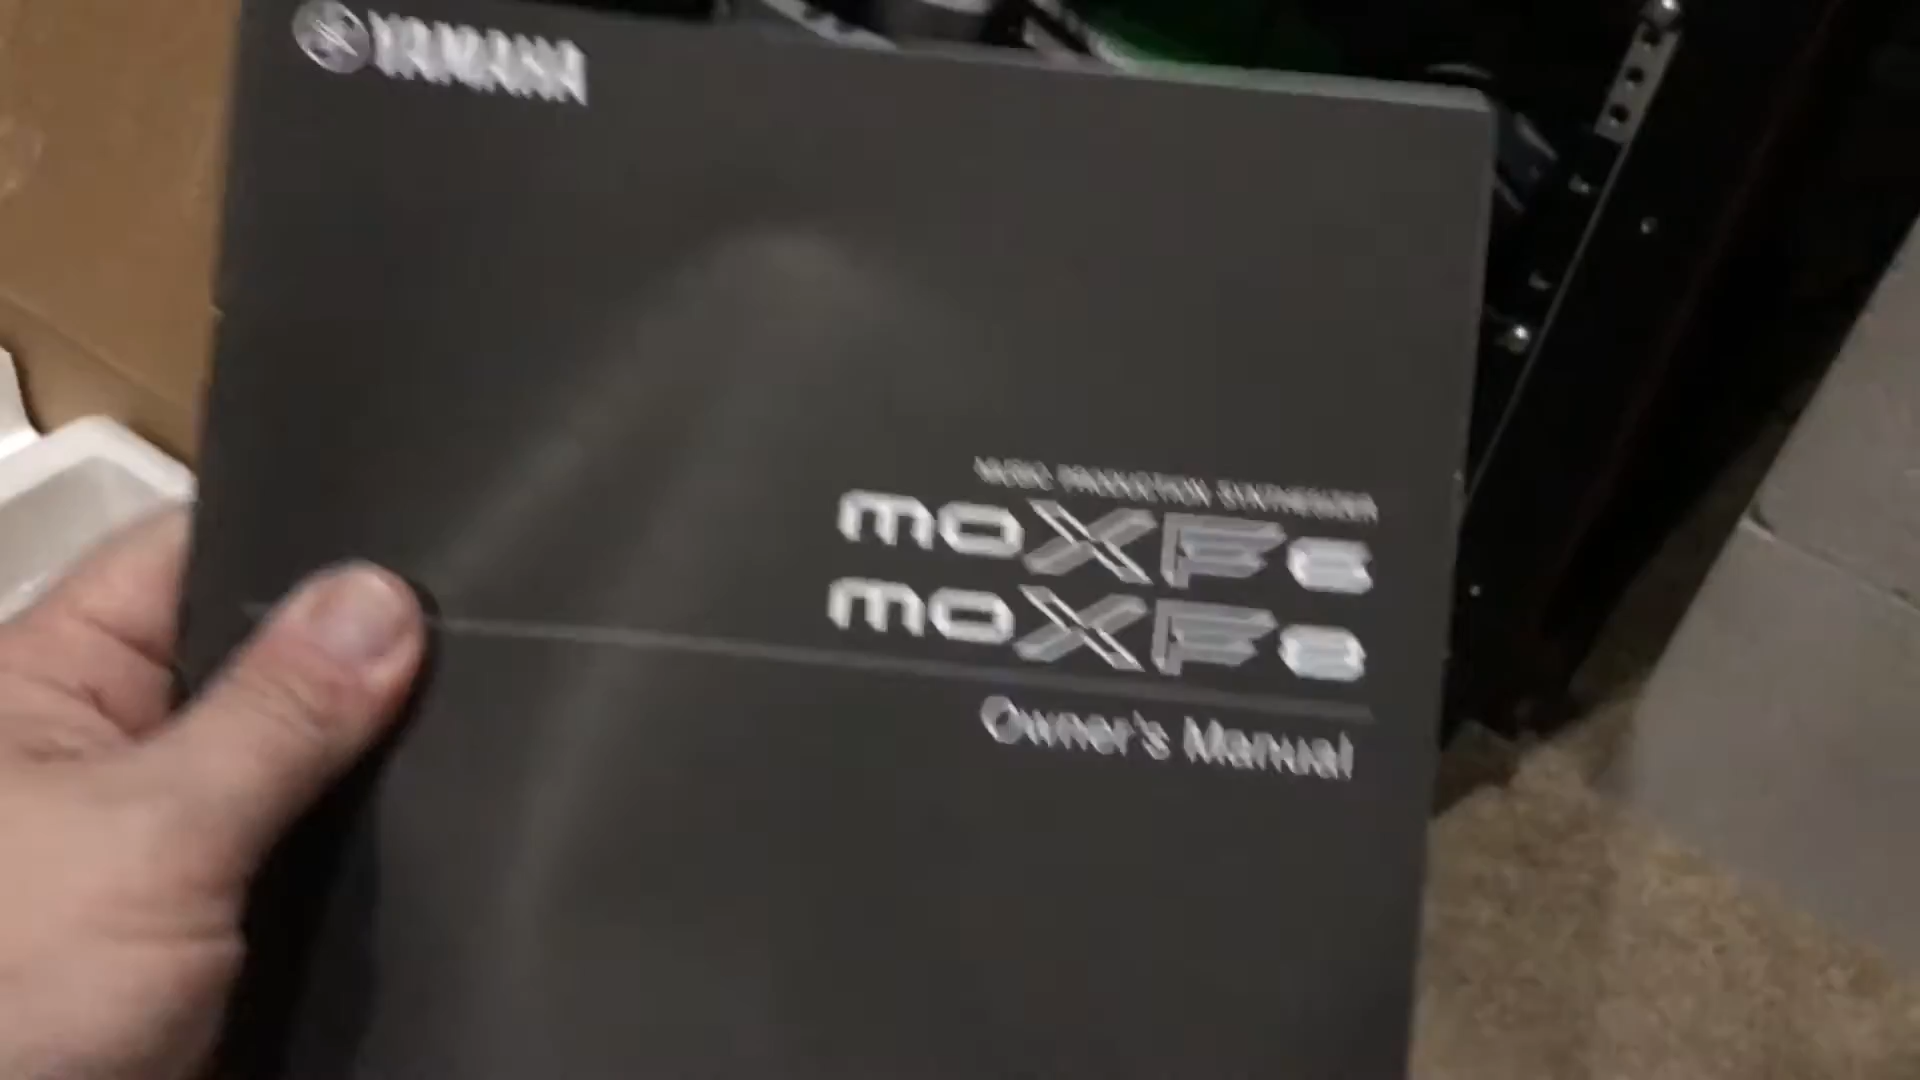 YAMAHA
MUSIC PRODUCTION SYNTHESIZER
moXF6
moXF8
Owner's Manual